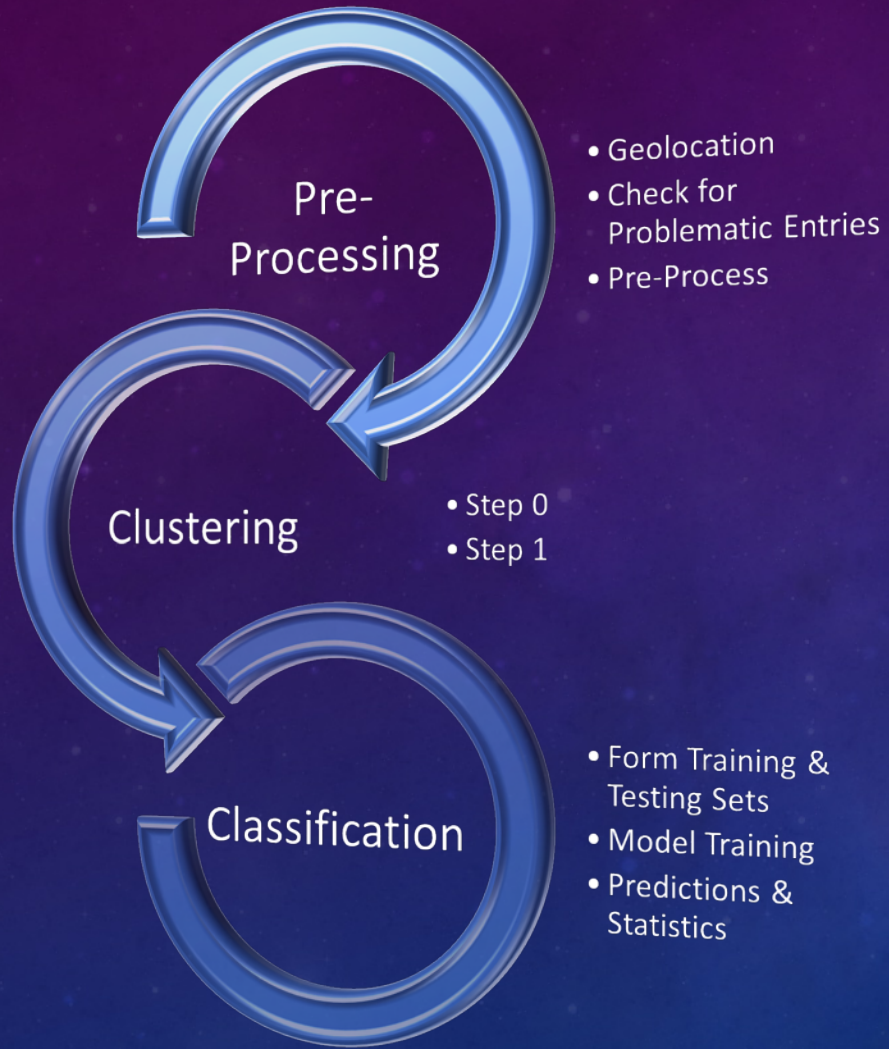 Pre-
Processing
• Geolocation
• Check for
Problematic Entries
• Pre-Process
Clustering
• Step 0
• Step 1
Classification
• Form Training &
Testing Sets
• Model Training
• Predictions &
Statistics